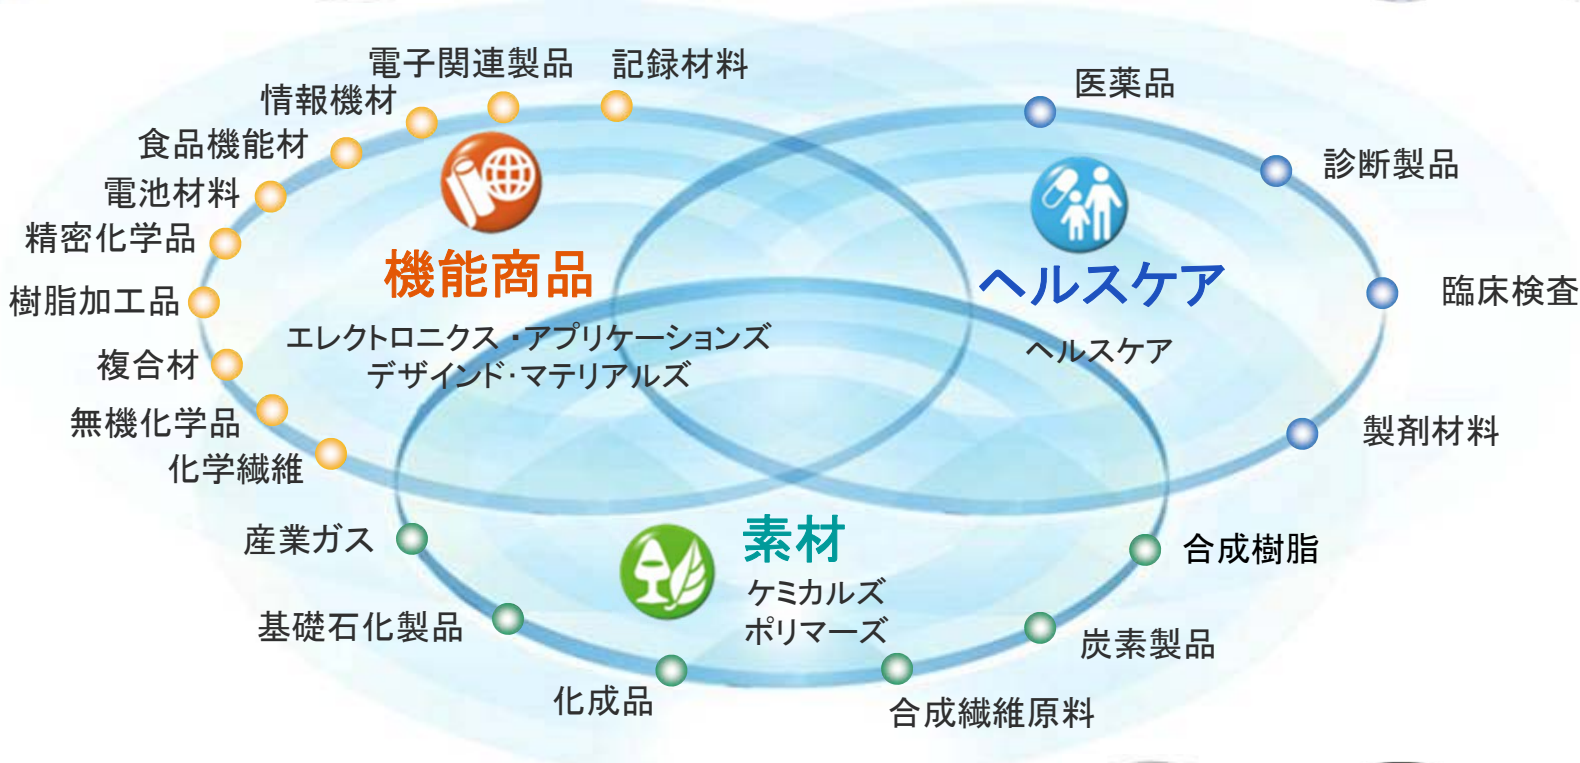 電子関連製品
記録材料
情報機材
食品機能材
電池材料
精密化学品
樹脂加工品
複合材
無機化学品
化学繊維
機能商品
エレクトロニクス・アプリケーションズ
デザインド・マテリアルズ
医薬品
診断製品
臨床検査
製剤材料
ヘルスケア
ヘルスケア
産業ガス
基礎石化製品
化成品
合成繊維原料
炭素製品
合成樹脂
素材
ケミカルズ
ポリマーズ